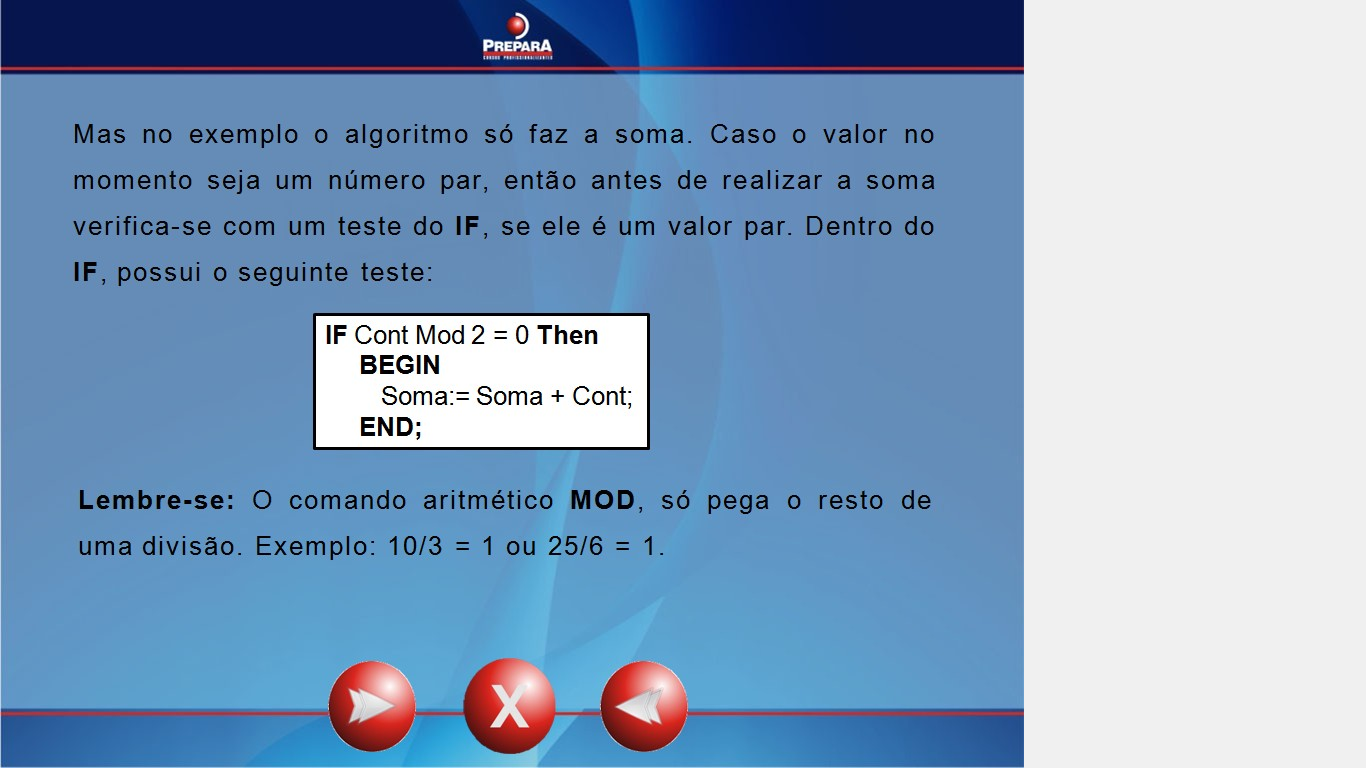 PREPARA
CURSOS PROFISSIONALIZANTES
Mas no exemplo o algoritmo só faz a soma. Caso o valor no
momento seja um número par, então antes de realizar a soma
verifica-se com um teste do IF, se ele é um valor par. Dentro do
IF, possui o seguinte teste:
IF Cont Mod 2 = 0 Then
BEGIN
Soma:= Soma + Cont;
END;
Lembre-se: O comando aritmético MOD, só pega o resto de
uma divisão. Exemplo: 10/3 = 1 ou 25/6 = 1.
X